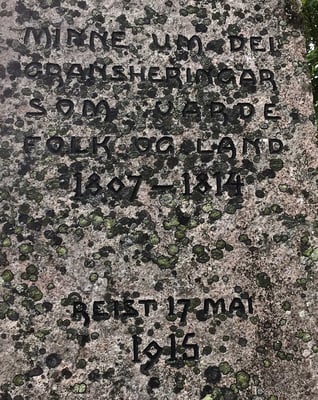 MINNE UM DEI
GRANSHERINGAR
SOM VARDE
FOLK OG LAND
1807-1814
REIST 17 MAI
1915